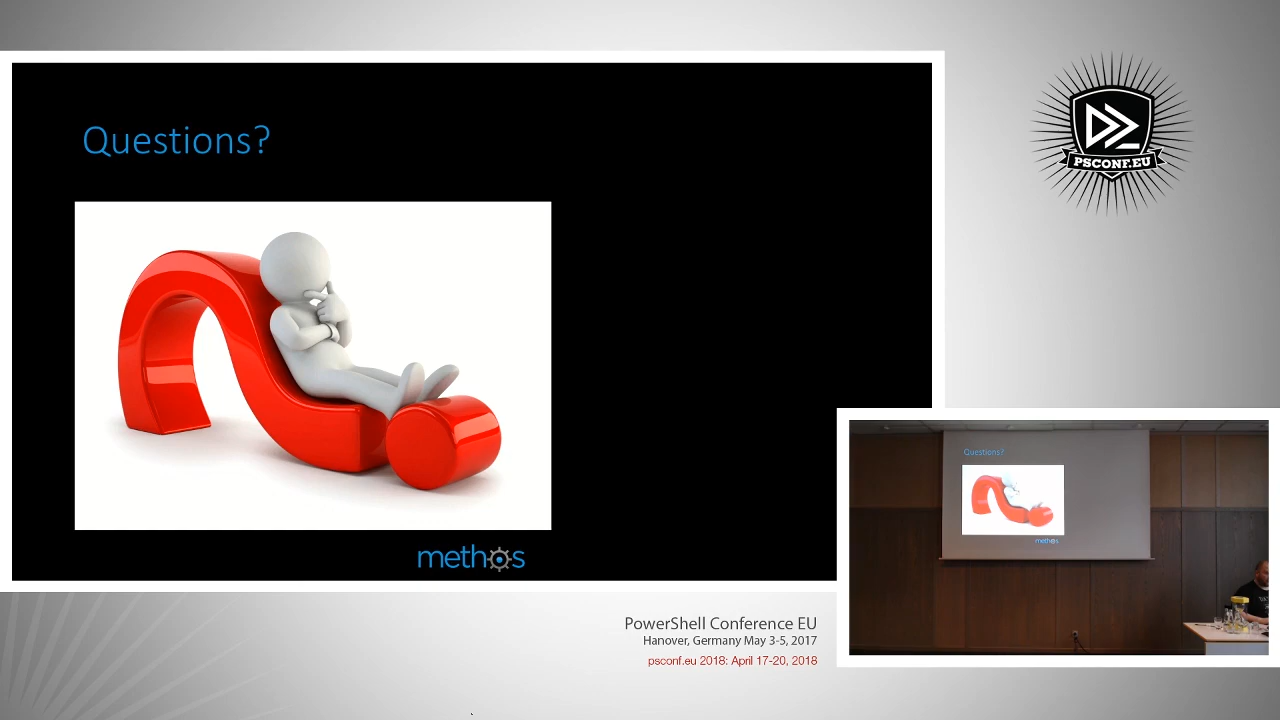 Questions?
methos
PSCONF.EU
PowerShell Conference EU
Hanover, Germany May 3-5, 2017
psconf.eu 2018: April 17-20, 2018
Questions?
methos